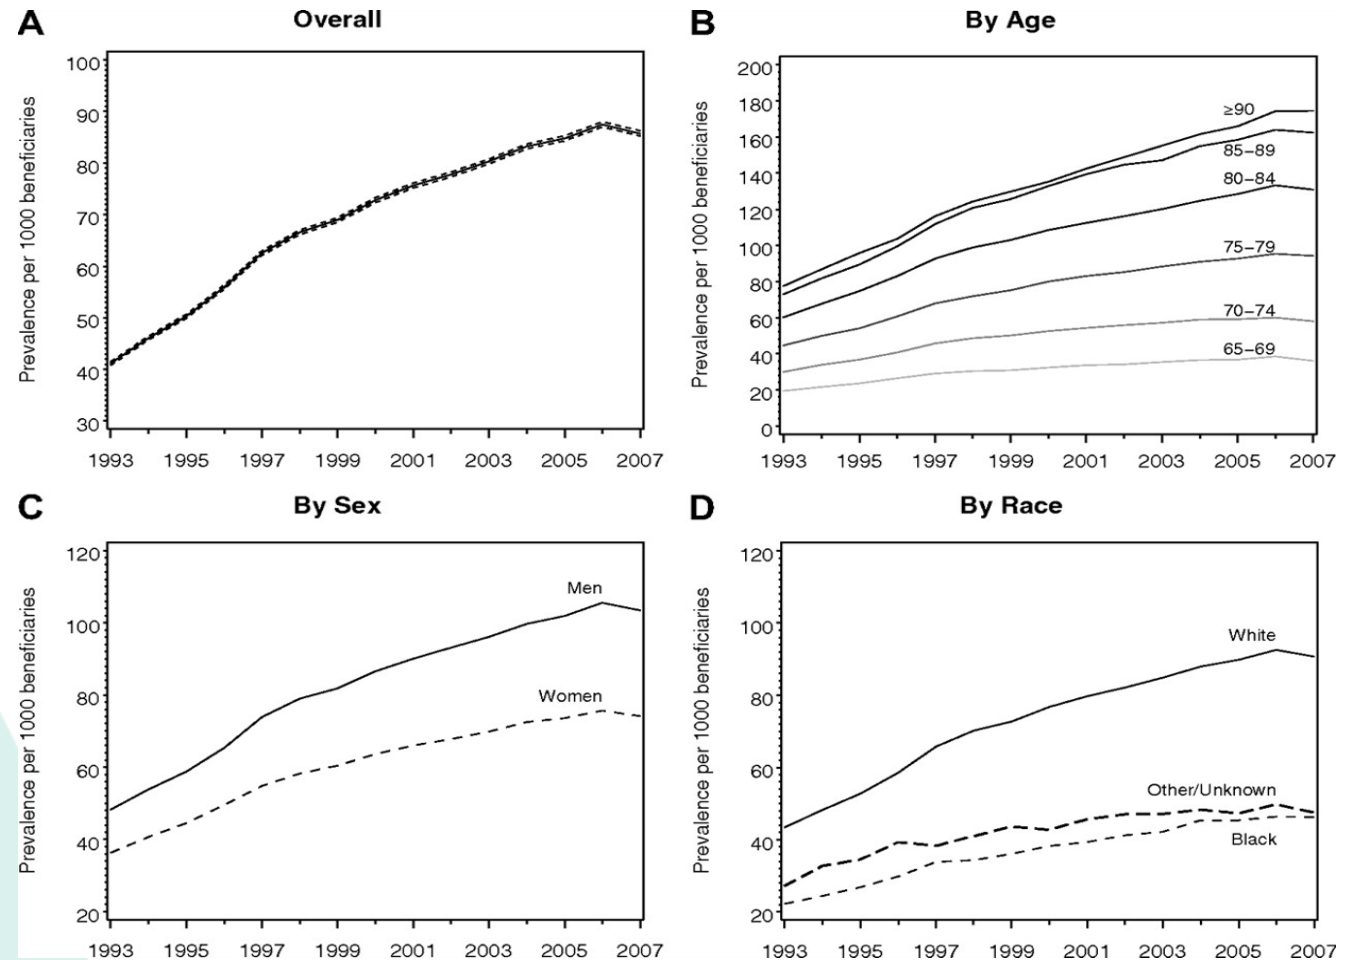 A
Overall
Prevalence per 1000 beneficiaries
100
90
80
70
60
50
40
30
1993 1995 1997 1999 2001 2003 2005 2007
B
By Age
Prevalence per 1000 beneficiaries
200
180
160
140
120
100
80
60
40
20
0
≥90
85–89
80–84
75–79
70–74
65–69
1993 1995 1997 1999 2001 2003 2005 2007
C
By Sex
Prevalence per 1000 beneficiaries
120
100
80
60
40
20
Men
Women
1993 1995 1997 1999 2001 2003 2005 2007
D
By Race
Prevalence per 1000 beneficiaries
120
100
80
60
40
20
White
Other/Unknown
Black
1993 1995 1997 1999 2001 2003 2005 2007